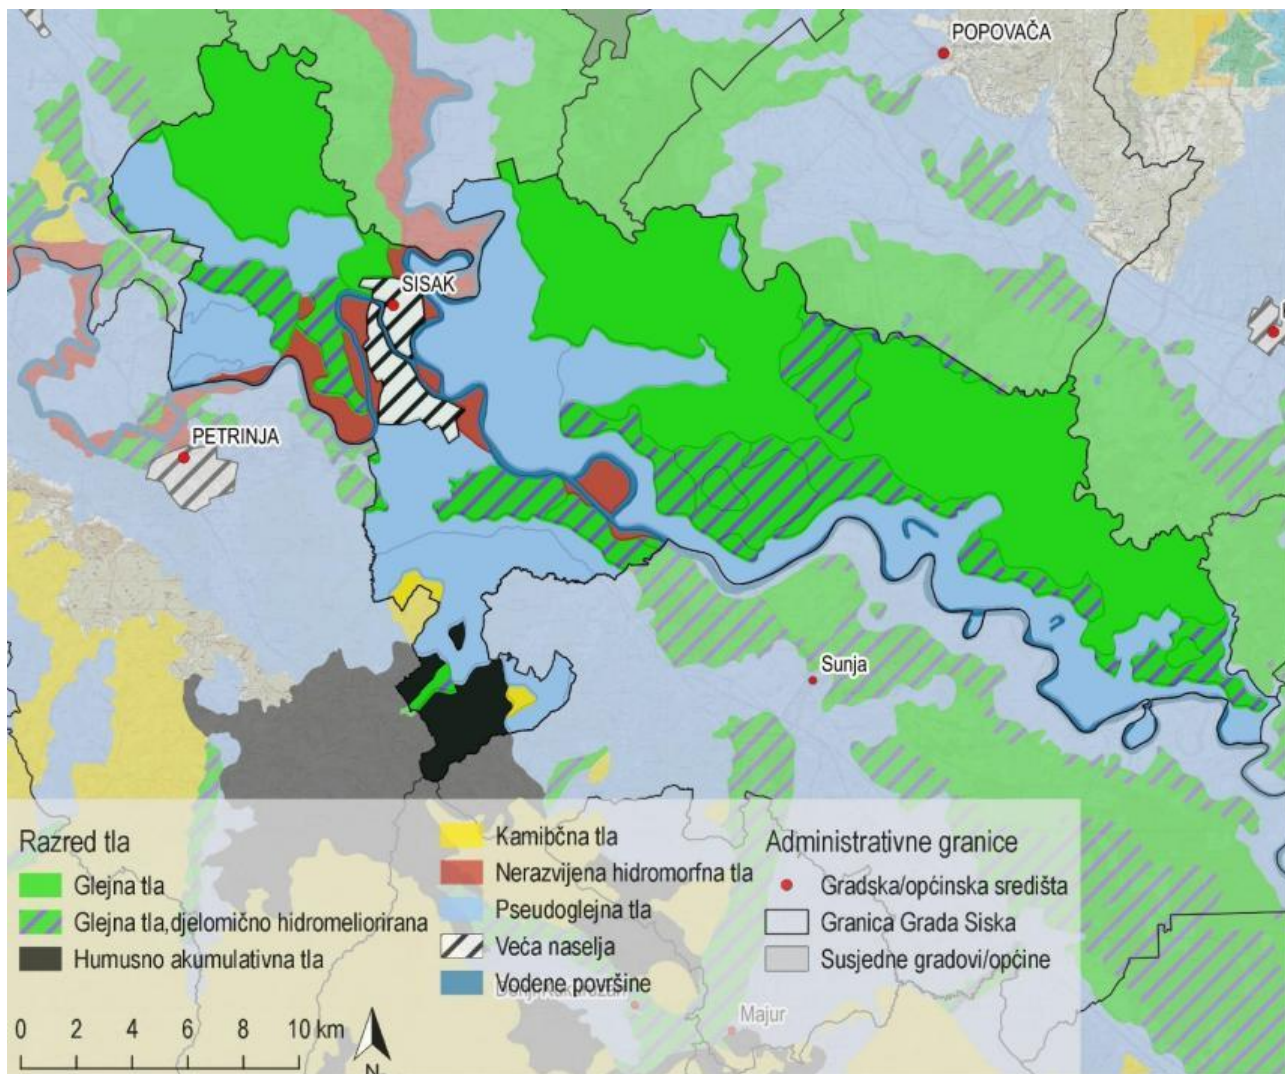 POPOVAČA
SISAK
PETRINJA
Sunja
Razred tla
Glejna tla
Glejna tla,djelomično hidromeliorirana
Humusno akumulativna tla
Kamibčna tla
Nerazvijena hidromorfna tla
Pseudoglejna tla
Veća naselja
Vodene površine
Administrativne granice
Gradska/općinska središta
Granica Grada Siska
Susjedne gradovi/općine
Majur
0 2 4 6 8 10 km
N